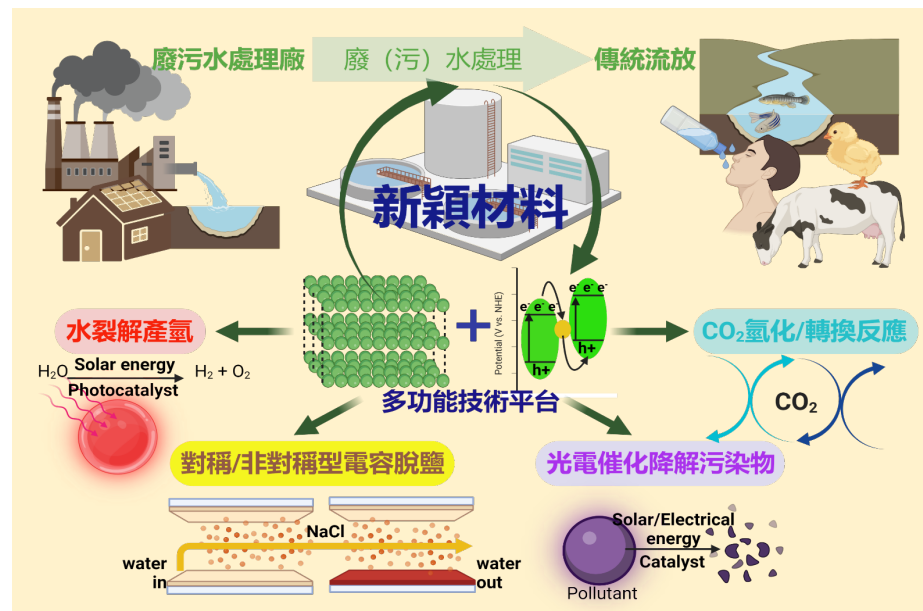 廢污水處理廠
廢（污）水處理
傳統流放
新穎材料
Potential (V vs. NHE)
e⁻ e⁻ e⁻
e⁻ e⁻ e⁻
h+
h+
+
水裂解產氫
CO₂氫化/轉換反應
H₂O
Solar energy
Photocatalyst
H₂ + O₂
CO₂
多功能技術平台
對稱/非對稱型電容脫鹽
光電催化降解污染物
NaCl
water in
water out
Solar/Electrical energy
Catalyst
Pollutant